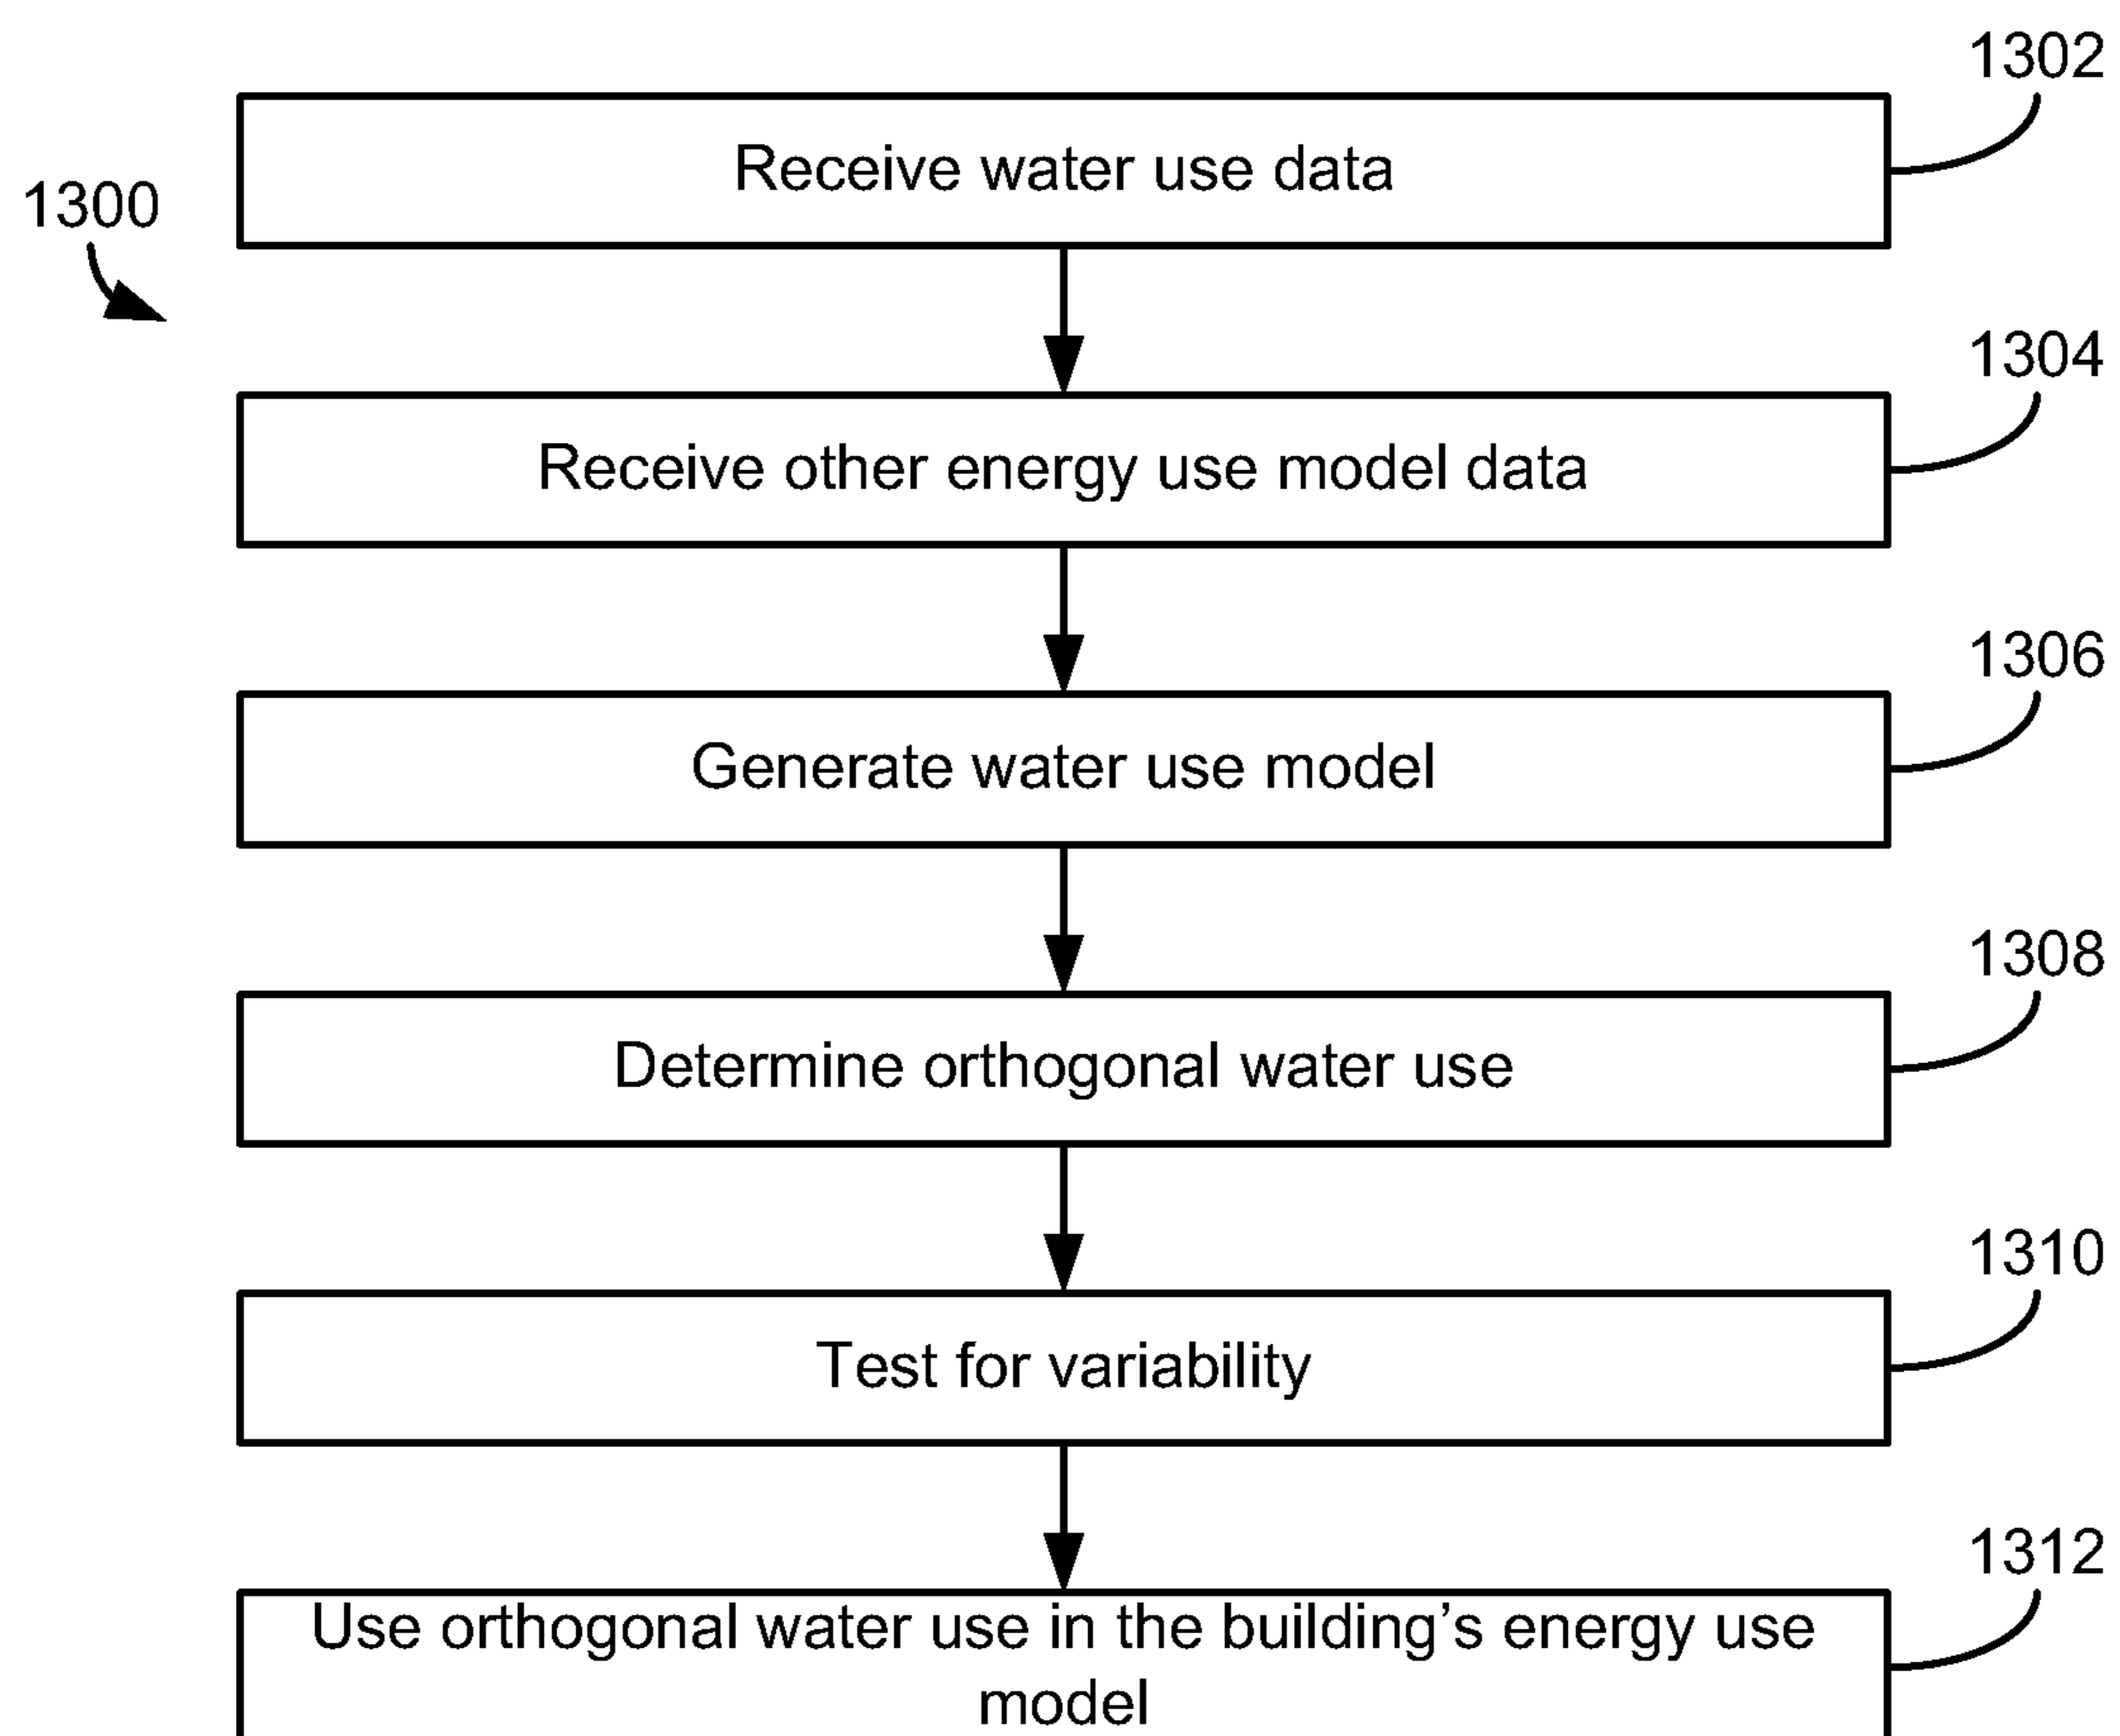 1302
Receive water use data
1300
1304
Receive other energy use model data
1306
Generate water use model
1308
Determine orthogonal water use
1310
Test for variability
1312
Use orthogonal water use in the building’s energy use
model